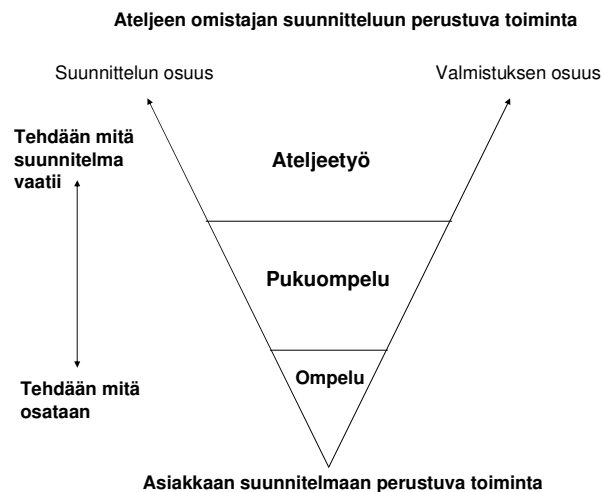 Ateljeen omistajan suunnitteluun perustuva toiminta
Suunnittelun osuus
Valmistuksen osuus
Tehdään mitä
suunnitelma
vaatii
Ateljeetyö
Pukuompelu
Ompelu
Tehdään mitä
osataan
Asiakkaan suunnitelmaan perustuva toiminta